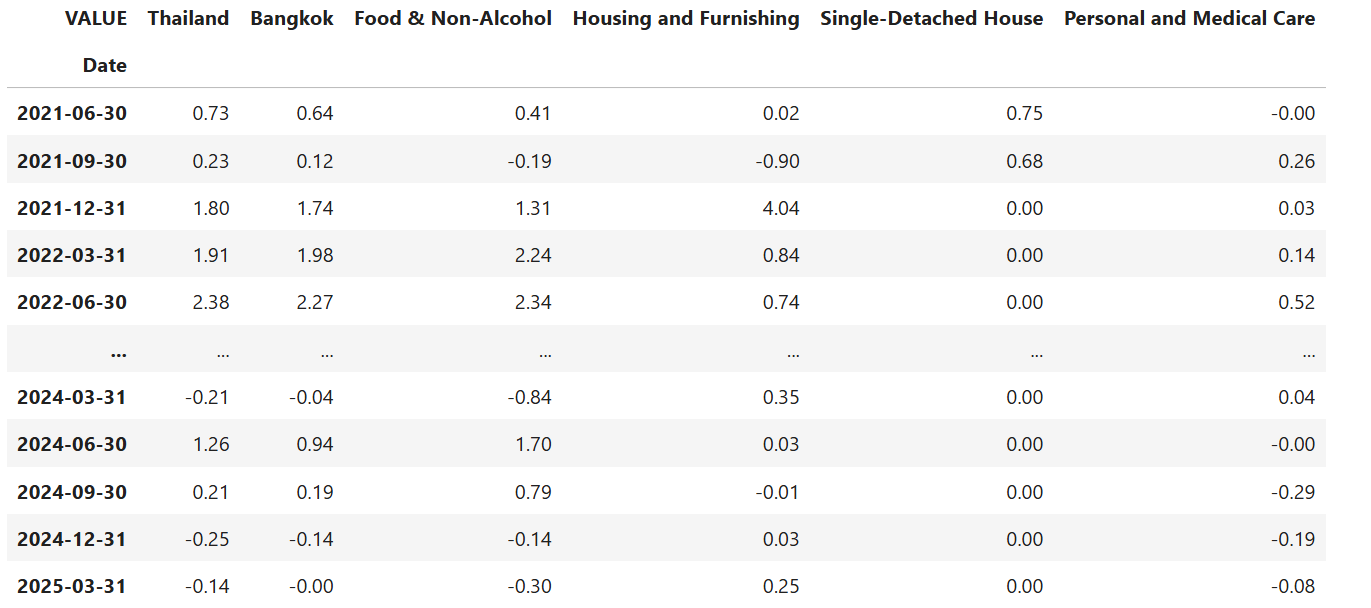 VALUE Thailand Bangkok Food & Non-Alcohol Housing and Furnishing Single-Detached House Personal and Medical Care
Date
2021-06-30 0.73 0.64 0.41 0.02 0.75 -0.00
2021-09-30 0.23 0.12 -0.19 -0.90 0.68 0.26
2021-12-31 1.80 1.74 1.31 4.04 0.00 0.03
2022-03-31 1.91 1.98 2.24 0.84 0.00 0.14
2022-06-30 2.38 2.27 2.34 0.74 0.00 0.52
... ... ... ... ... ... ...
2024-03-31 -0.21 -0.04 -0.84 0.35 0.00 0.04
2024-06-30 1.26 0.94 1.70 0.03 0.00 -0.00
2024-09-30 0.21 0.19 0.79 -0.01 0.00 -0.29
2024-12-31 -0.25 -0.14 -0.14 0.03 0.00 -0.19
2025-03-31 -0.14 -0.00 -0.30 0.25 0.00 -0.08